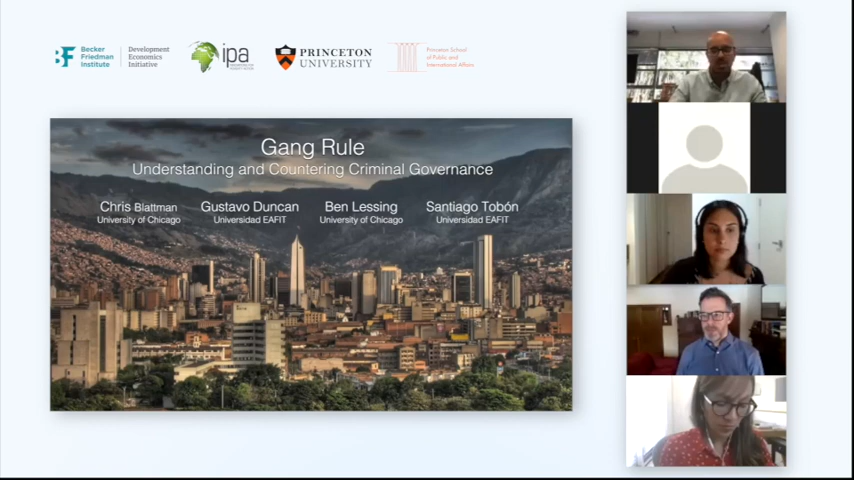 Becker
Friedman
Institute
Development
Economics
Initiative
ipa
PRINCETON
UNIVERSITY
Princeton School
of Public and
International Affairs
Gang Rule
Understanding and Countering Criminal Governance
Chris Blattman
University of Chicago
Gustavo Duncan
Universidad EAFIT
Ben Lessing
University of Chicago
Santiago Tobón
Universidad EAFIT